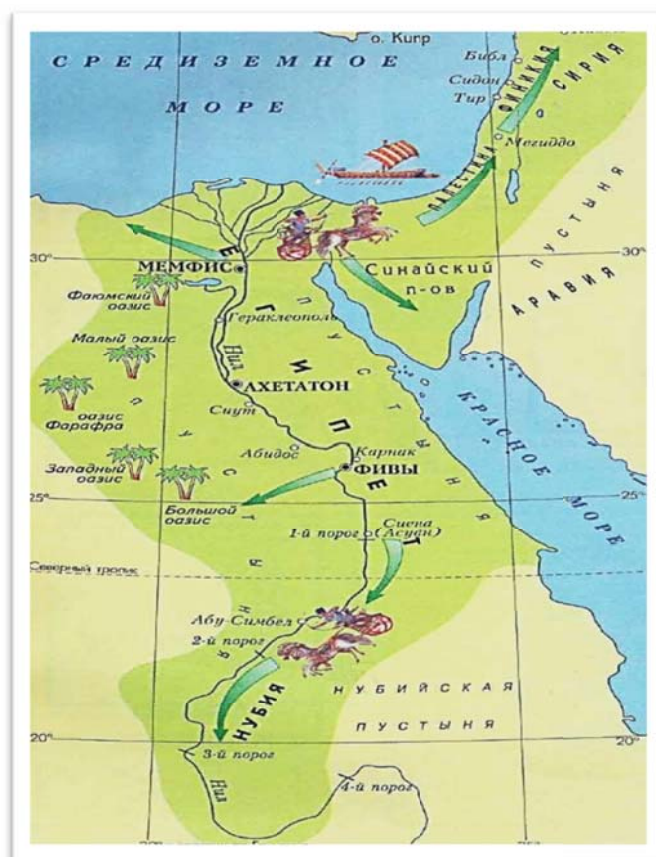 о. Кипр
СРЕДИЗЕМНОЕ
МОРЕ
Библ
Сидон
Тир
ФИНИКИЯ
СИРИЯ
Мегиддо
ПАЛЕСТИНА
ПУСТЫНЯ
АРАВИЯ
30°
30°
МЕМФИС
Синайский
п-ов
Фаюмский
оазис
Гераклеополь
Малый оазис
Нил
АХЕТАТОН
ЕГИПЕТ
ПУСТЫНЯ
оазис
Фарафра
Сиут
КРАСНОЕ МОРЕ
Абидос
Карнак
ФИВЫ
Западный
оазис
Большой
оазис
ПУСТЫНЯ
25°
25°
1-й порог
Сиена
(Асуан)
Северный тропик
Абу-Симбел
2-й порог
НУБИЯ
НУБИЙСКАЯ
ПУСТЫНЯ
20°
20°
3-й порог
Нил
4-й порог